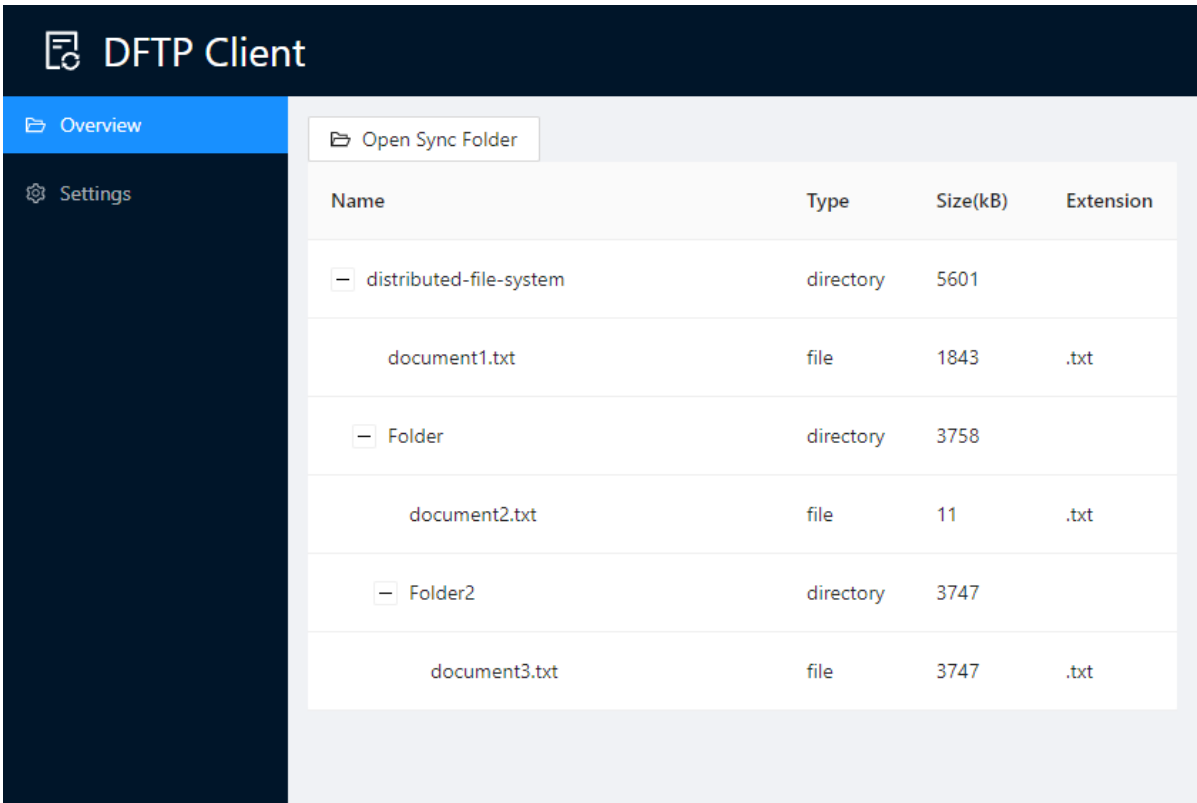 DFTP Client
Overview
Settings
Open Sync Folder
Name Type Size(kB) Extension
distributed-file-system directory 5601
document1.txt file 1843 .txt
Folder directory 3758
document2.txt file 11 .txt
Folder2 directory 3747
document3.txt file 3747 .txt